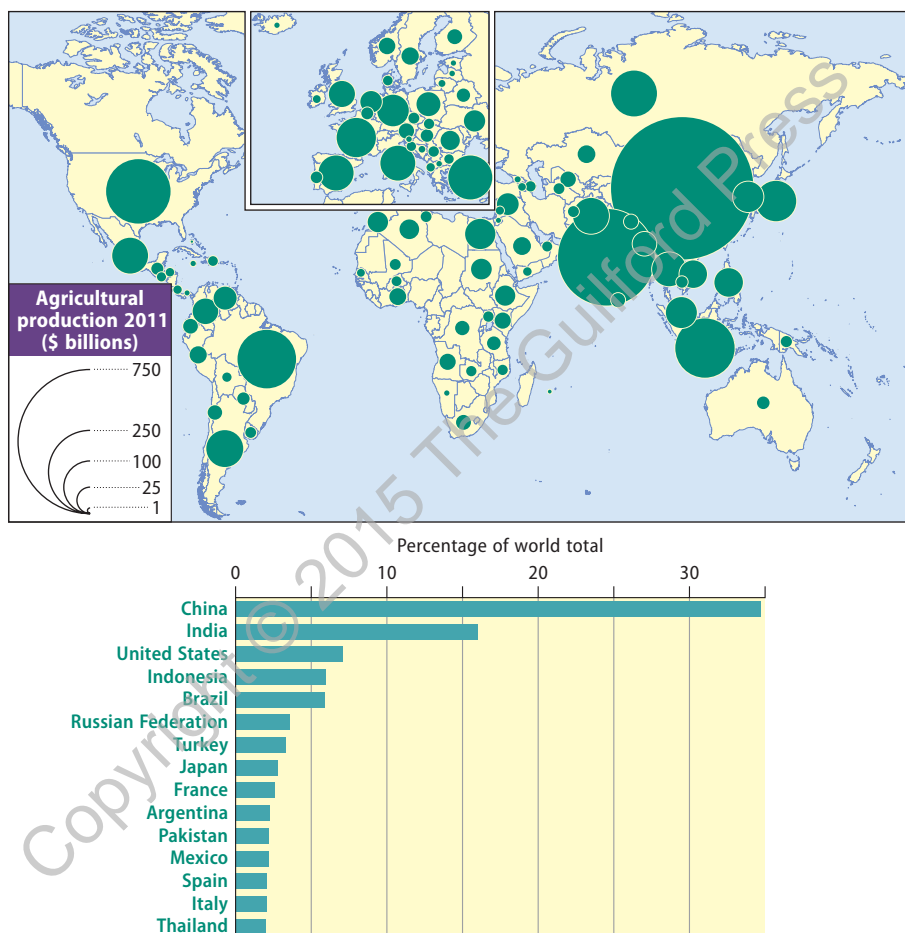 Agricultural
production 2011
($ billions)
750
250
100
25
1
Percentage of world total
0 10 20 30
China
India
United States
Indonesia
Brazil
Russian Federation
Turkey
Japan
France
Argentina
Pakistan
Mexico
Spain
Italy
Thailand
Copyright © 2015 The Guilford Press